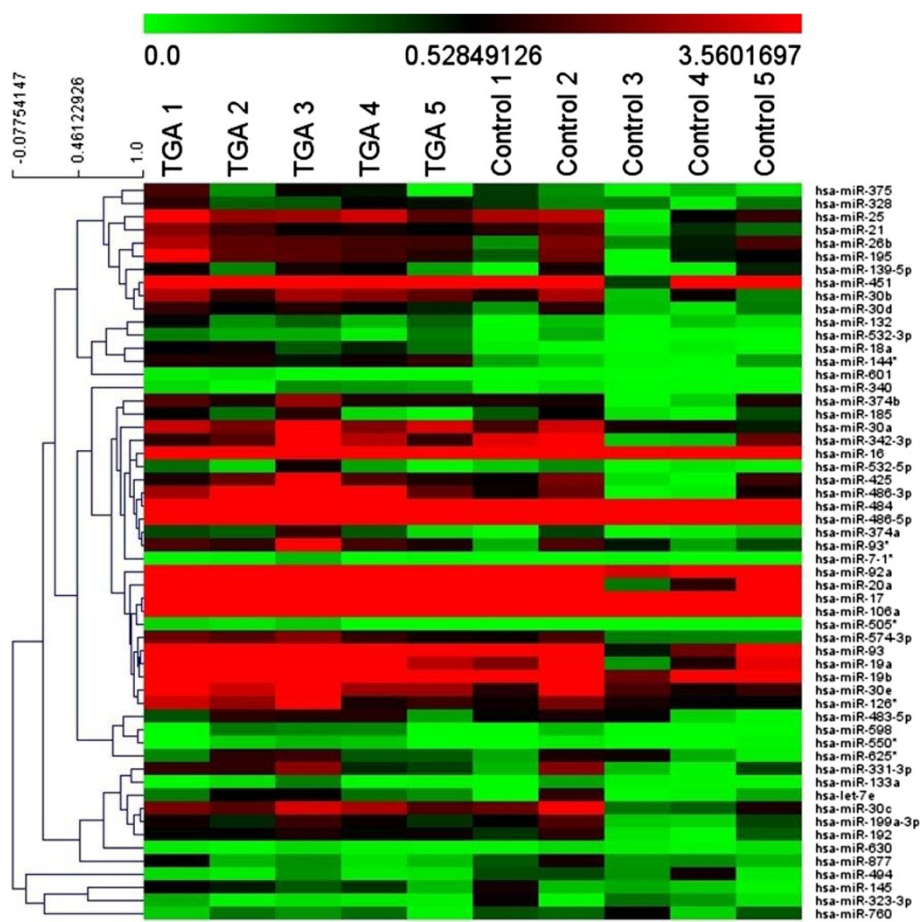 0.0 0.52849126 3.5601697
-0.07754147
0.46122926
1.0
TGA 1
TGA 2
TGA 3
TGA 4
TGA 5
Control 1
Control 2
Control 3
Control 4
Control 5
hsa-miR-375
hsa-miR-328
hsa-miR-25
hsa-miR-21
hsa-miR-26b
hsa-miR-195
hsa-miR-139-5p
hsa-miR-451
hsa-miR-30b
hsa-miR-30d
hsa-miR-132
hsa-miR-532-3p
hsa-miR-18a
hsa-miR-144*
hsa-miR-601
hsa-miR-340
hsa-miR-374b
hsa-miR-185
hsa-miR-30a
hsa-miR-342-3p
hsa-miR-16
hsa-miR-532-5p
hsa-miR-425
hsa-miR-486-3p
hsa-miR-484
hsa-miR-486-5p
hsa-miR-374a
hsa-miR-93*
hsa-miR-7-1*
hsa-miR-92a
hsa-miR-20a
hsa-miR-17
hsa-miR-106a
hsa-miR-505*
hsa-miR-574-3p
hsa-miR-93
hsa-miR-19a
hsa-miR-19b
hsa-miR-30e
hsa-miR-126*
hsa-miR-483-5p
hsa-miR-598
hsa-miR-550*
hsa-miR-625*
hsa-miR-331-3p
hsa-miR-133a
hsa-let-7e
hsa-miR-30c
hsa-miR-199a-3p
hsa-miR-192
hsa-miR-630
hsa-miR-877
hsa-miR-494
hsa-miR-145
hsa-miR-323-3p
hsa-miR-760